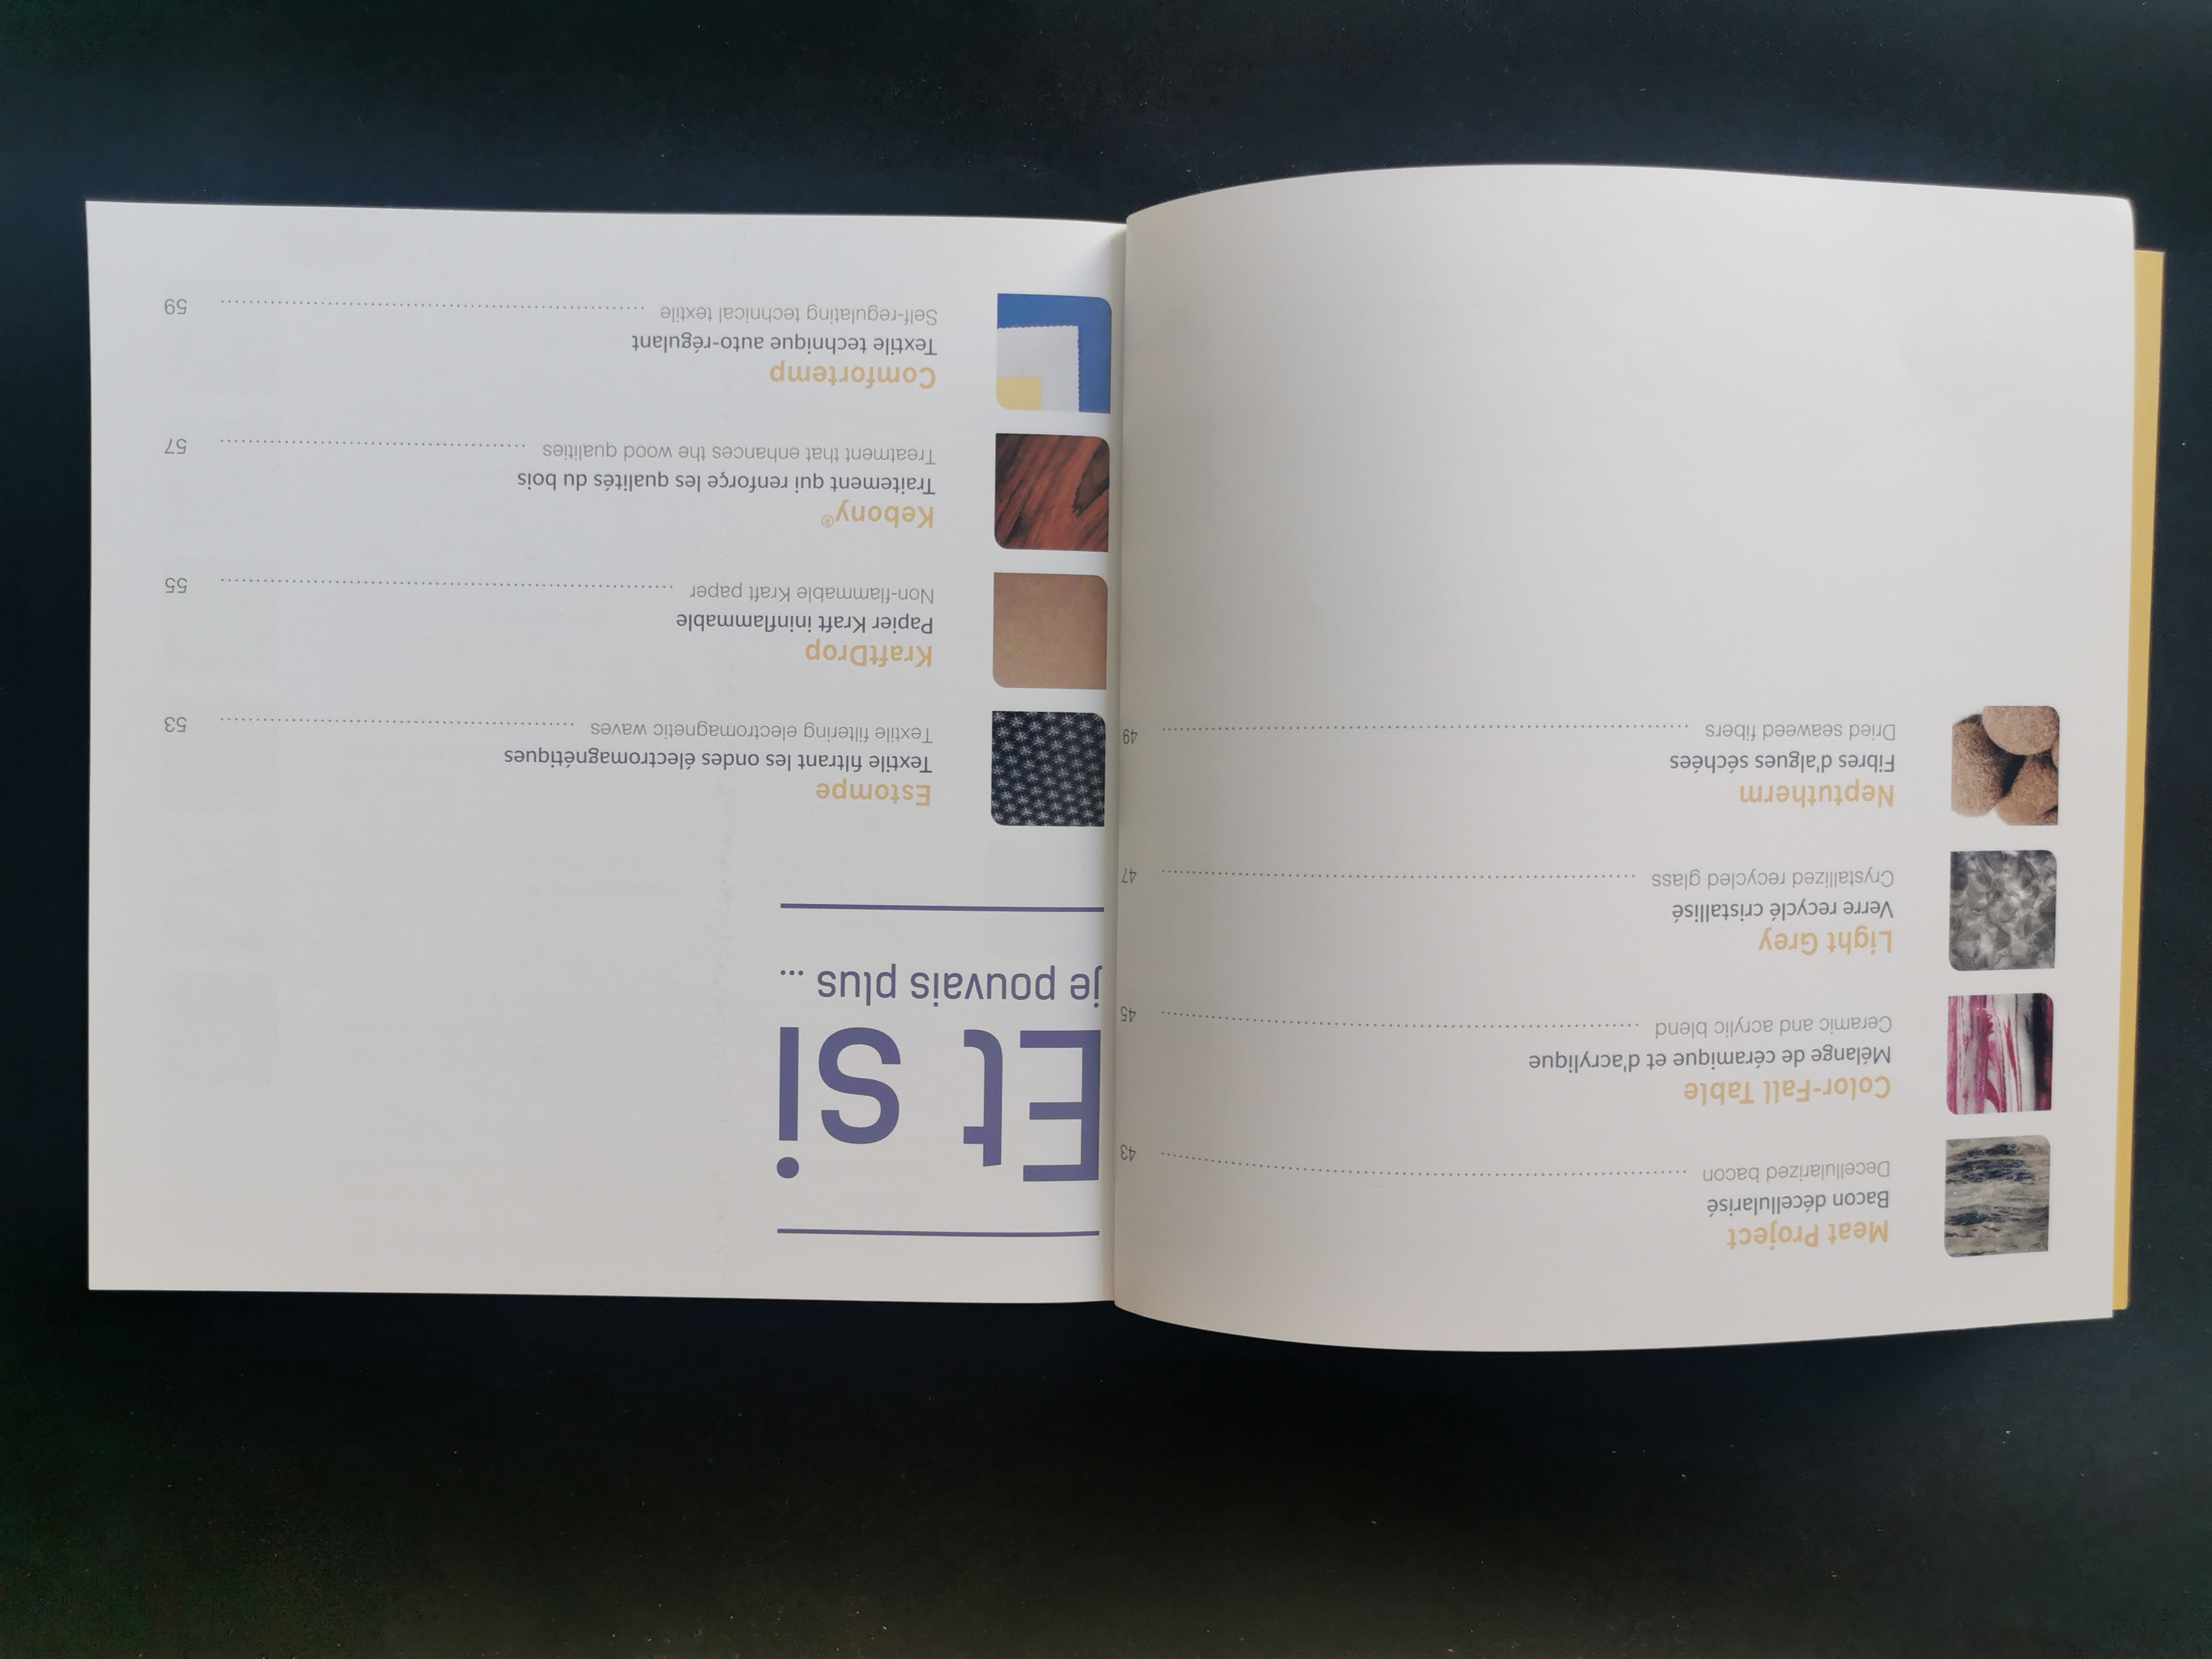 Meat Project
Bacon décellularisé
Decellularized bacon ........ 43
Color-Fall Table
Mélange de céramique et d'acrylique
Ceramic and acrylic blend ........ 45
Light Grey
Verre recyclé cristallisé
Crystallized recycled glass ........ 47
Neptutherm
Fibres d'algues séchées
Dried seaweed fibers ........ 49
Et si
je pouvais plus ...
Estompe
Textile filtrant les ondes électromagnétiques
Textile filtering electromagnetic waves ........ 53
KraftDrop
Papier Kraft ininflammable
Non-flammable Kraft paper ........ 55
Kebony®
Traitement qui renforçe les qualités du bois
Treatment that enhances the wood qualities ........ 57
Comfortemp
Textile technique auto-régulant
Self-regulating technical textile ........ 59